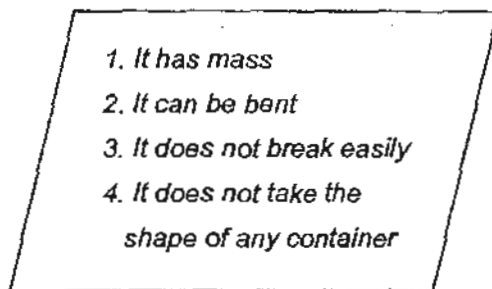 1. It has mass
2. It can be bent
3. It does not break easily
4. It does not take the
shape of any container